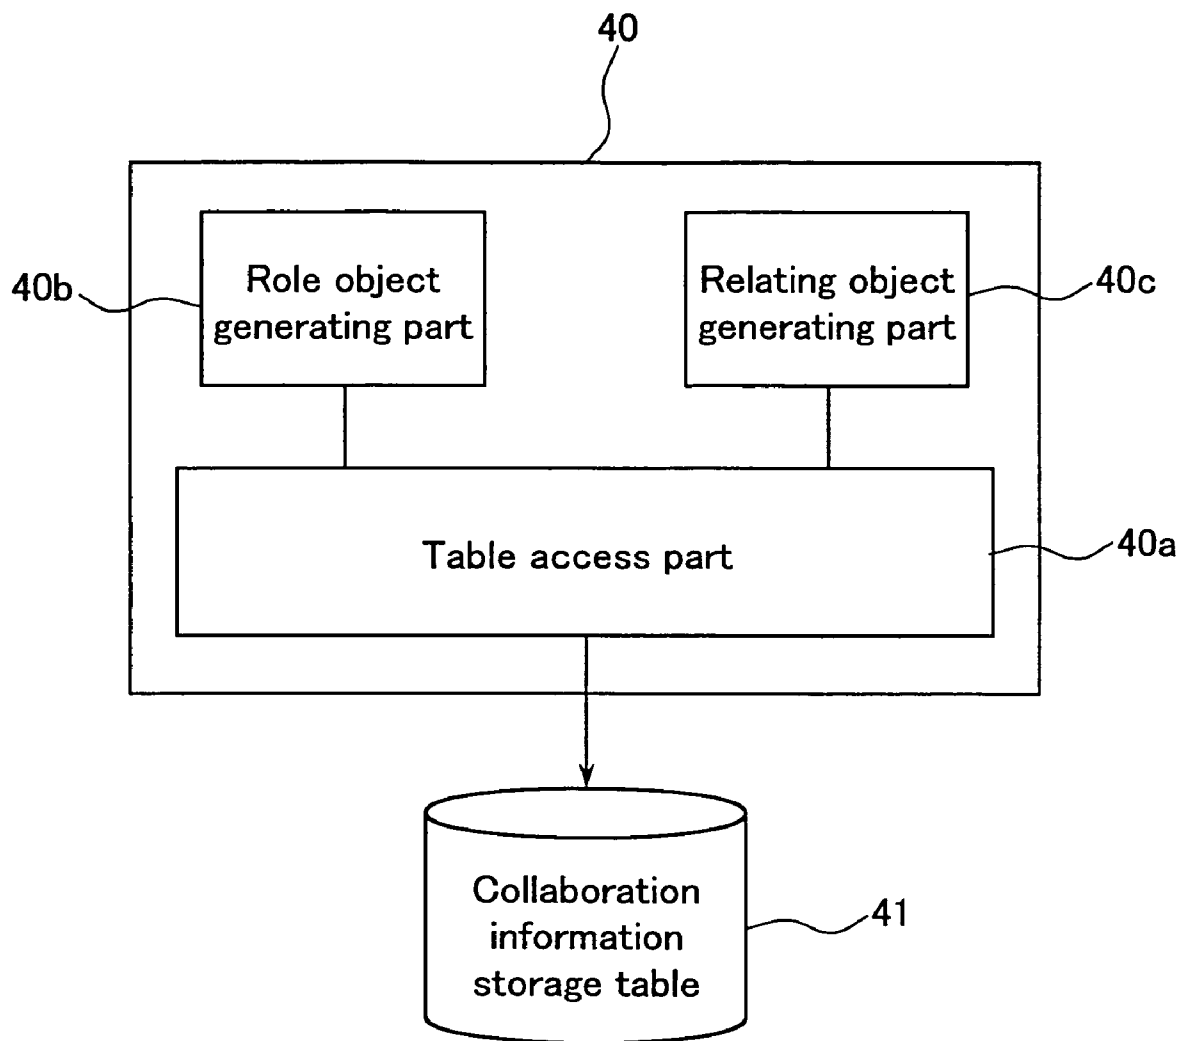 40
Role object
generating part
Relating object
generating part
40b
40c
Table access part
40a
Collaboration
information
storage table
41